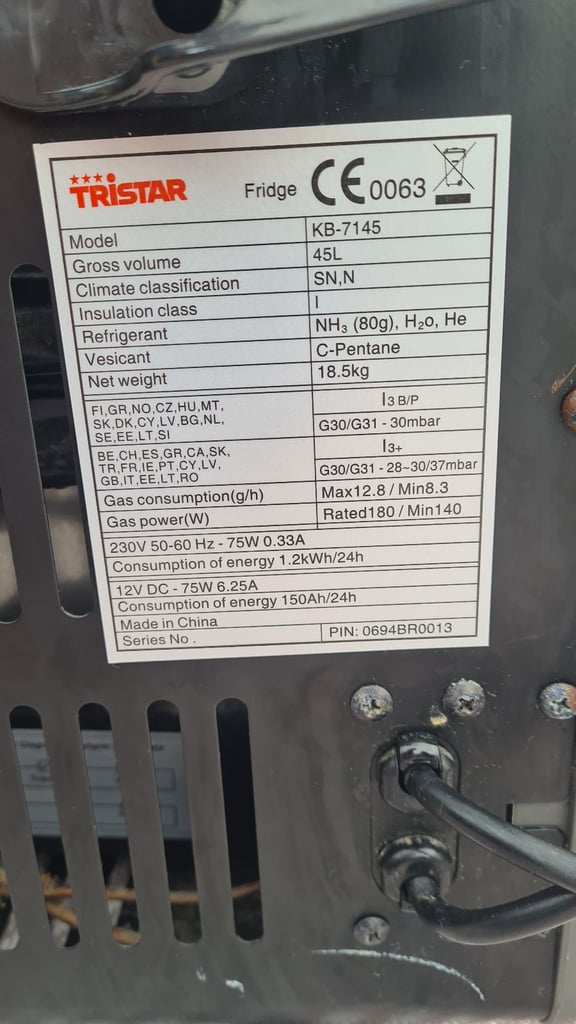 TRISTAR Fridge CE 0063
Model KB-7145
Gross volume 45L
Climate classification SN,N
Insulation class I
Refrigerant NH₃ (80g), H₂o, He
Vesicant C-Pentane
Net weight 18.5kg
FI,GR,NO,CZ,HU,MT, I3 B/P
SK,DK,CY,LV,BG,NL, G30/G31 - 30mbar
SE,EE,LT,SI
BE,CH,ES,GR,CA,SK, I3+
TR,FR,IE,PT,CY,LV, G30/G31 - 28~30/37mbar
GB,IT,EE,LT,RO
Gas consumption(g/h) Max12.8 / Min8.3
Gas power(W) Rated180 / Min140
230V 50-60 Hz - 75W 0.33A
Consumption of energy 1.2kWh/24h
12V DC - 75W 6.25A
Consumption of energy 150Ah/24h
Made in China
Series No . PIN: 0694BR0013